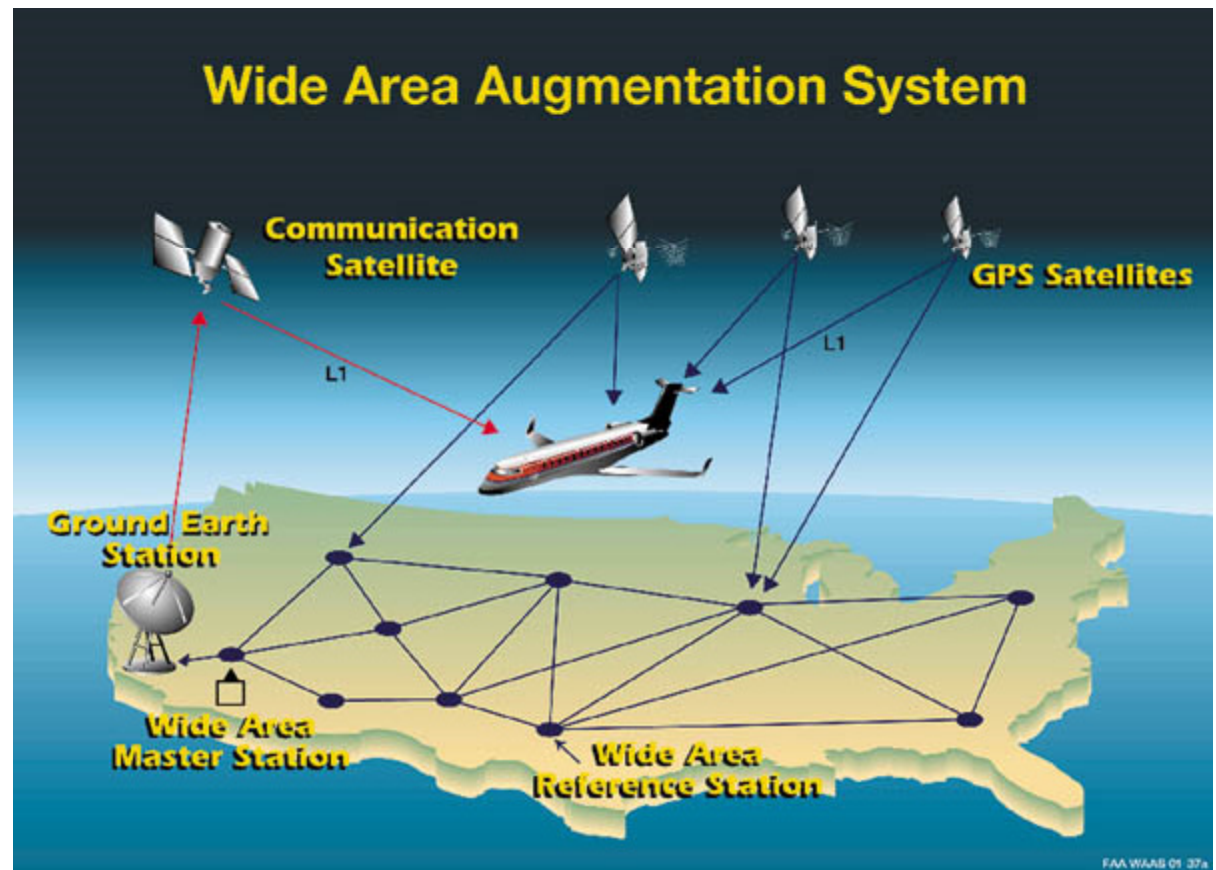 Wide Area Augmentation System
Communication
Satellite
GPS Satellites
L1
L1
Ground Earth
Station
Wide Area
Master Station
Wide Area
Reference Station
FAA WAAS 01 37a